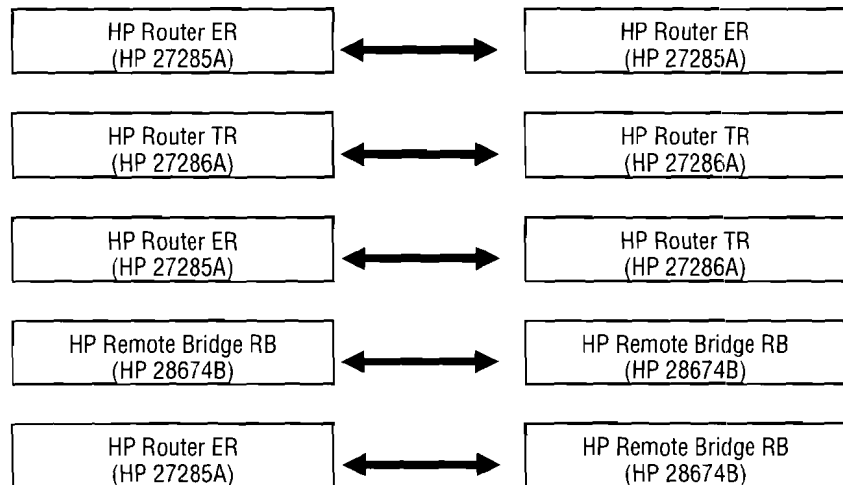 HP Router ER
(HP 27285A)
HP Router ER
(HP 27285A)
HP Router TR
(HP 27286A)
HP Router TR
(HP 27286A)
HP Router ER
(HP 27285A)
HP Router TR
(HP 27286A)
HP Remote Bridge RB
(HP 28674B)
HP Remote Bridge RB
(HP 28674B)
HP Router ER
(HP 27285A)
HP Remote Bridge RB
(HP 28674B)